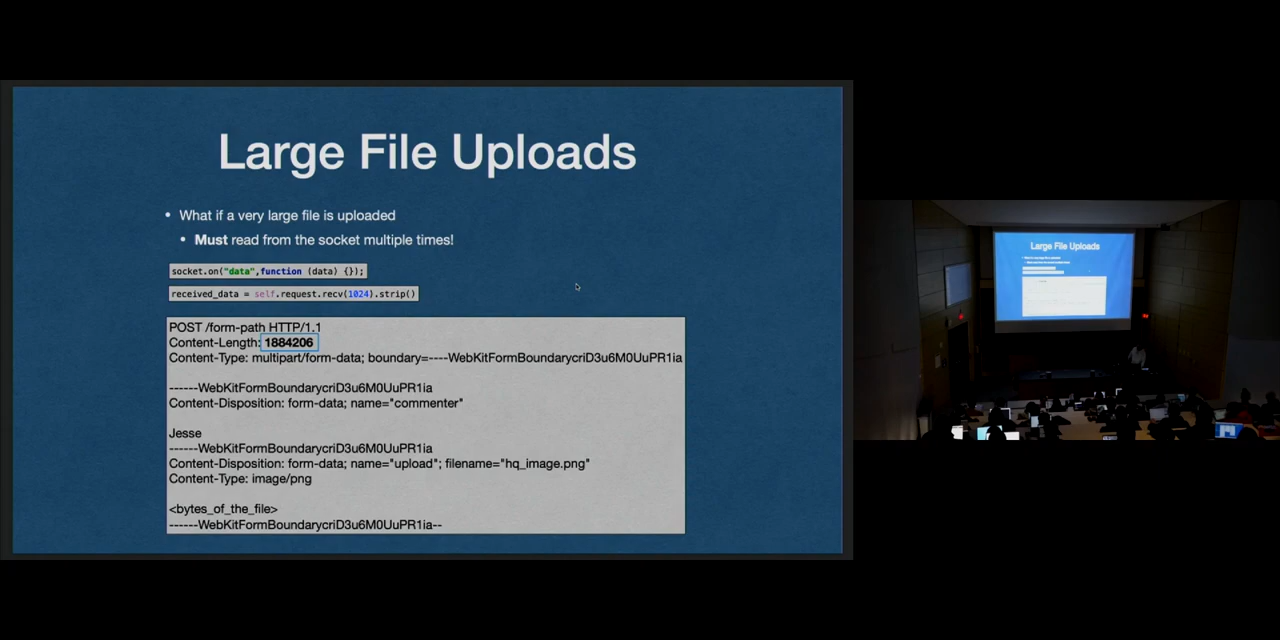 Large File Uploads
• What if a very large file is uploaded
• Must read from the socket multiple times!
socket.on("data",function (data) {});
received_data = self.request.recv(1024).strip()
POST /form-path HTTP/1.1
Content-Length: 1884206
Content-Type: multipart/form-data; boundary=----WebKitFormBoundarycriD3u6M0UuPR1ia
------WebKitFormBoundarycriD3u6M0UuPR1ia
Content-Disposition: form-data; name="commenter"
Jesse
------WebKitFormBoundarycriD3u6M0UuPR1ia
Content-Disposition: form-data; name="upload"; filename="hq_image.png"
Content-Type: image/png
<bytes_of_the_file>
------WebKitFormBoundarycriD3u6M0UuPR1ia--
Large File Uploads